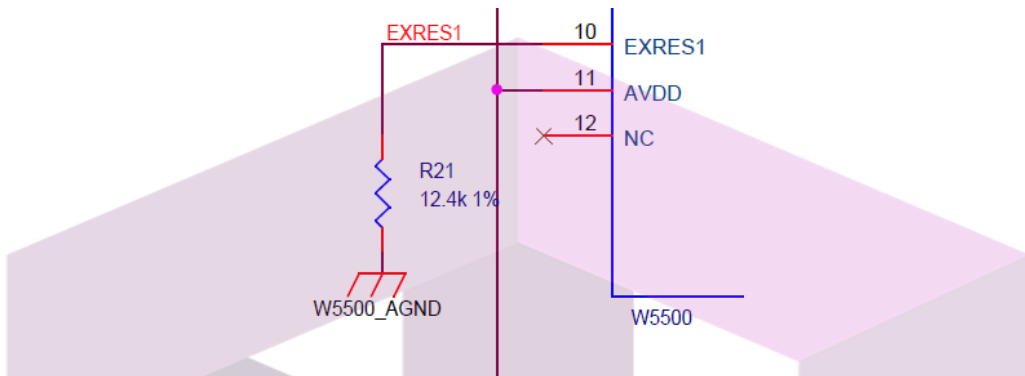 EXRES1
10
EXRES1
11
AVDD
12
NC
R21
12.4k 1%
W5500_AGND
W5500